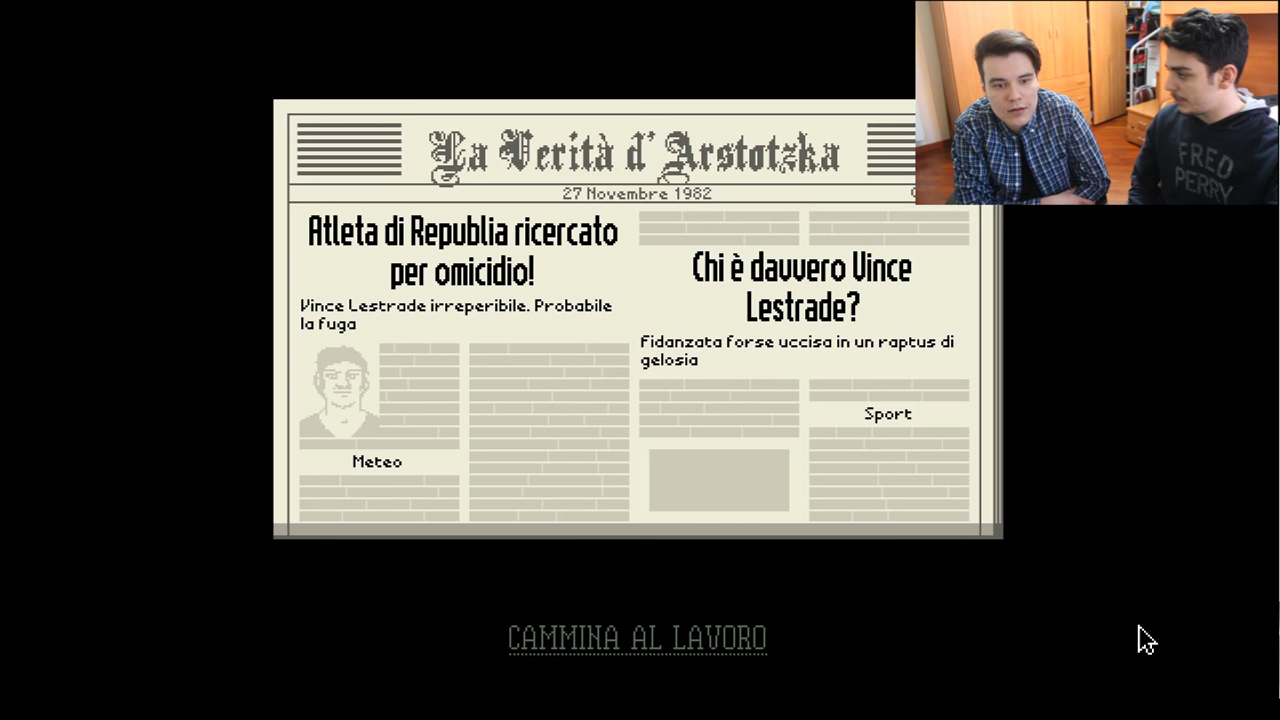 La Verità d'Arstotzka
27 Novembre 1982
Atleta di Republia ricercato
per omicidio!
Vince Lestrade irreperibile. Probabile
la fuga
Meteo
Chi è davvero Vince
Lestrade?
Fidanzata forse uccisa in un raptus di
gelosia
Sport
FRED
PERRY
CAMMINA AL LAVORO